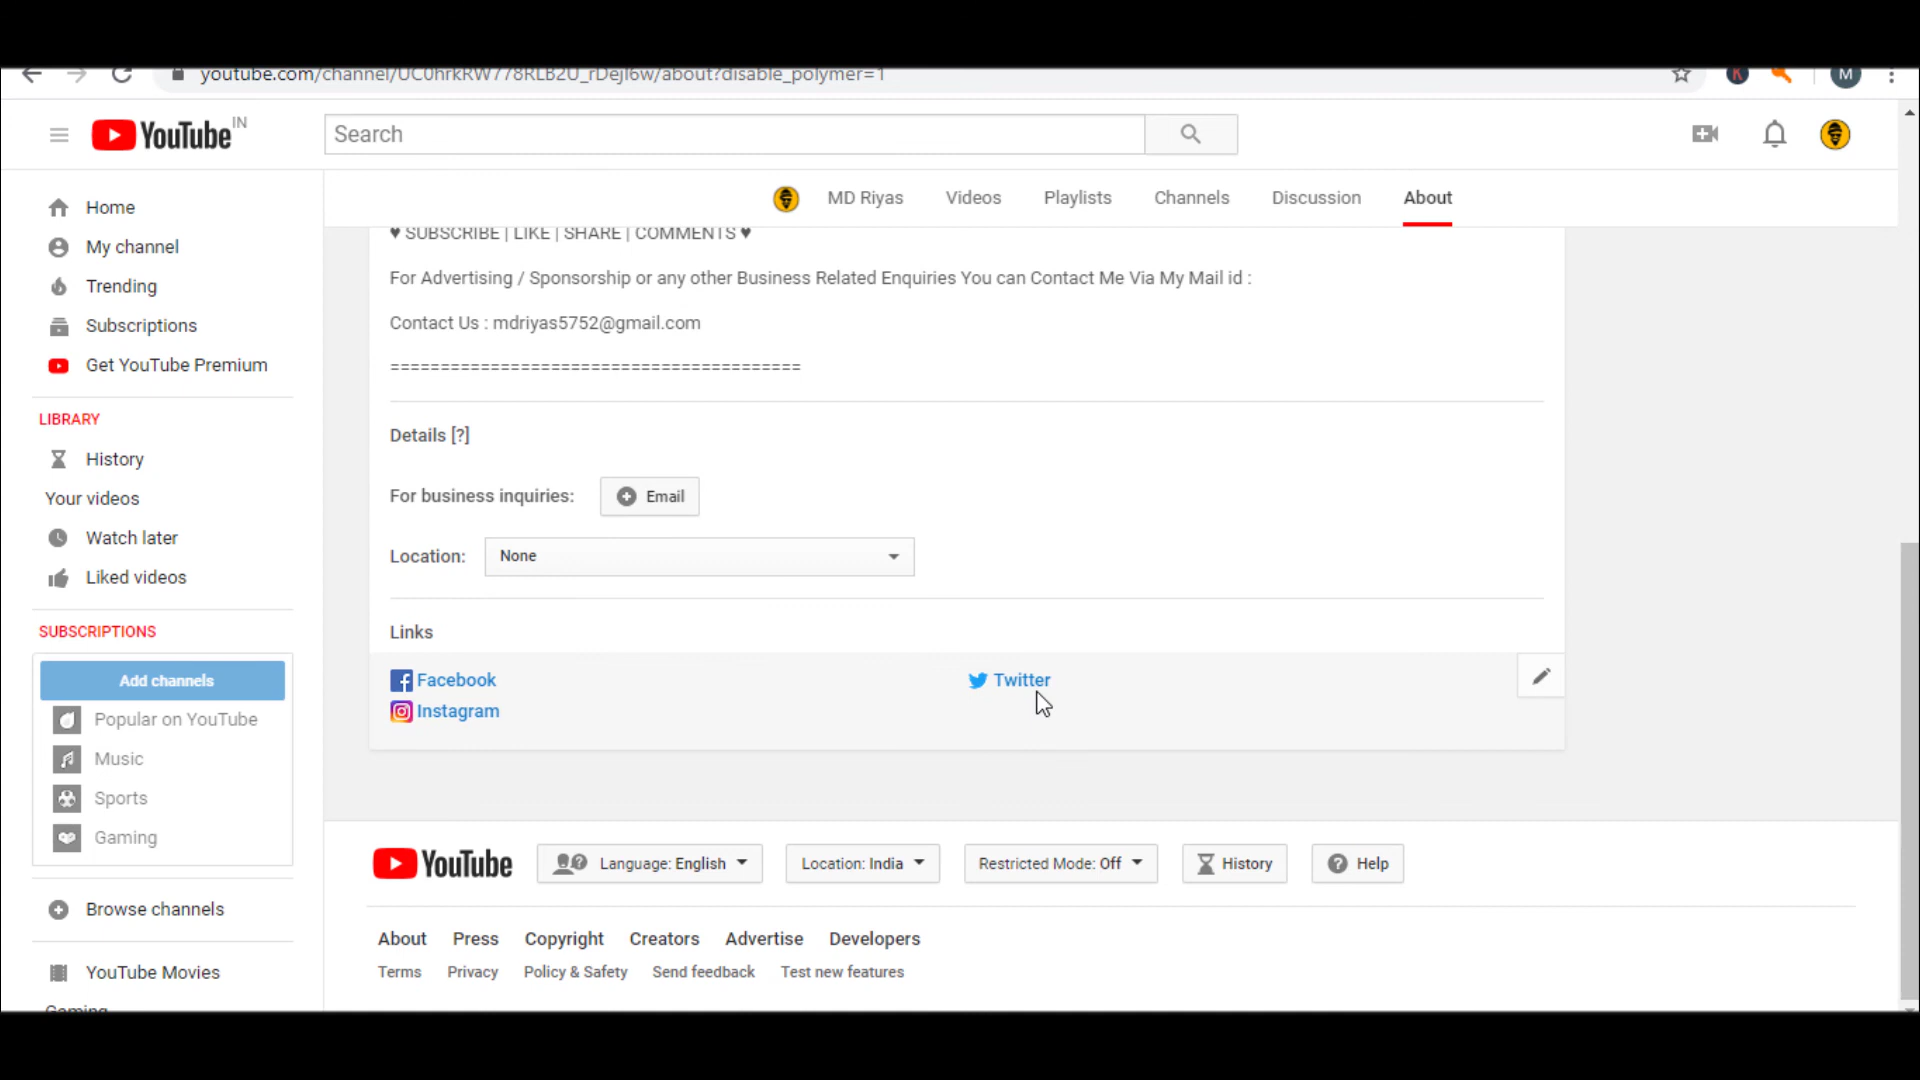 youtube.com/channel/UC0hrkRW778RLB2U_rDejI6w/about?disable_polymer=1
K
M
YouTube IN
Search
MD Riyas Videos Playlists Channels Discussion About
Home
My channel
Trending
Subscriptions
Get YouTube Premium
LIBRARY
History
Your videos
Watch later
Liked videos
SUBSCRIPTIONS
Add channels
Popular on YouTube
Music
Sports
Gaming
Browse channels
YouTube Movies
Gaming
♥ SUBSCRIBE | LIKE | SHARE | COMMENTS ♥
For Advertising / Sponsorship or any other Business Related Enquiries You can Contact Me Via My Mail id :
Contact Us : mdriyas5752@gmail.com
=======================================
Details [?]
For business inquiries: Email
Location: None
Links
Facebook Twitter
Instagram
YouTube Language: English Location: India Restricted Mode: Off History Help
About Press Copyright Creators Advertise Developers
Terms Privacy Policy & Safety Send feedback Test new features